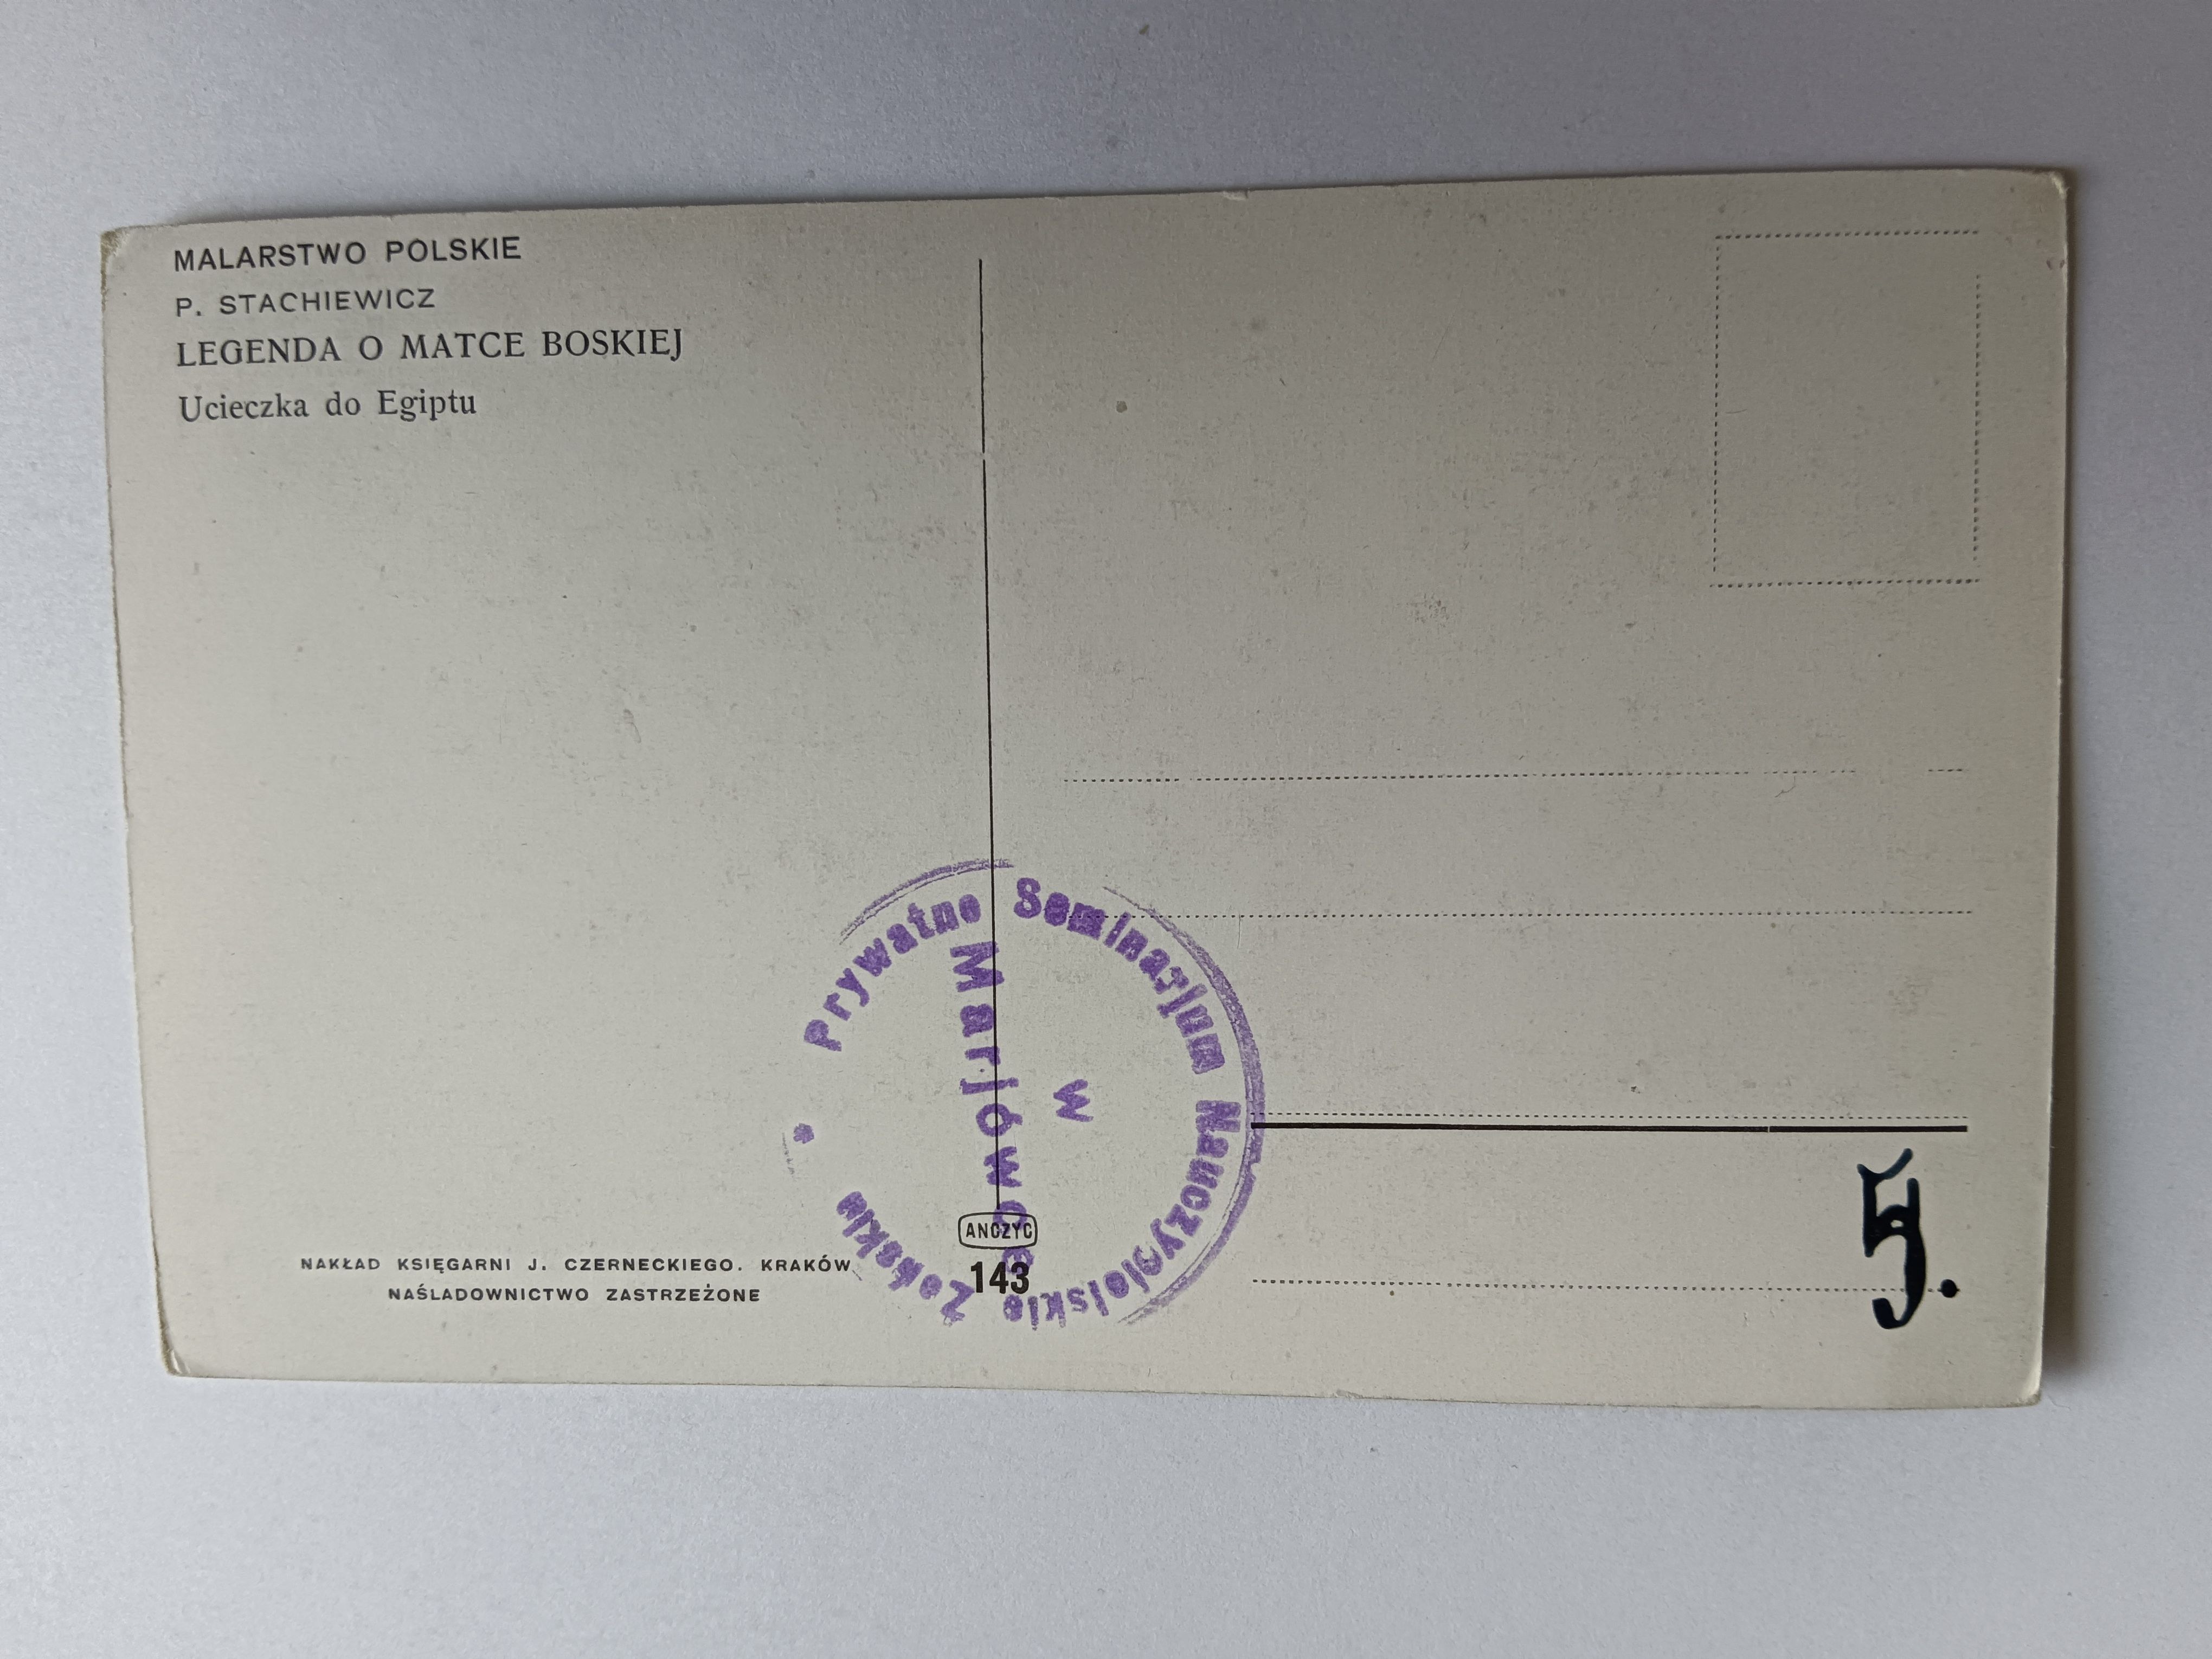 MALARSTWO POLSKIE
P. STACHIEWICZ
LEGENDA O MATCE BOSKIEJ
Ucieczka do Egiptu
Prywatne Seminarjum Nauczycielskie Żeńskie *
w
Marjówce
ANCZYC
143
NAKŁAD KSIĘGARNI J. CZERNECKIEGO. KRAKÓW
NAŚLADOWNICTWO ZASTRZEŻONE
5.